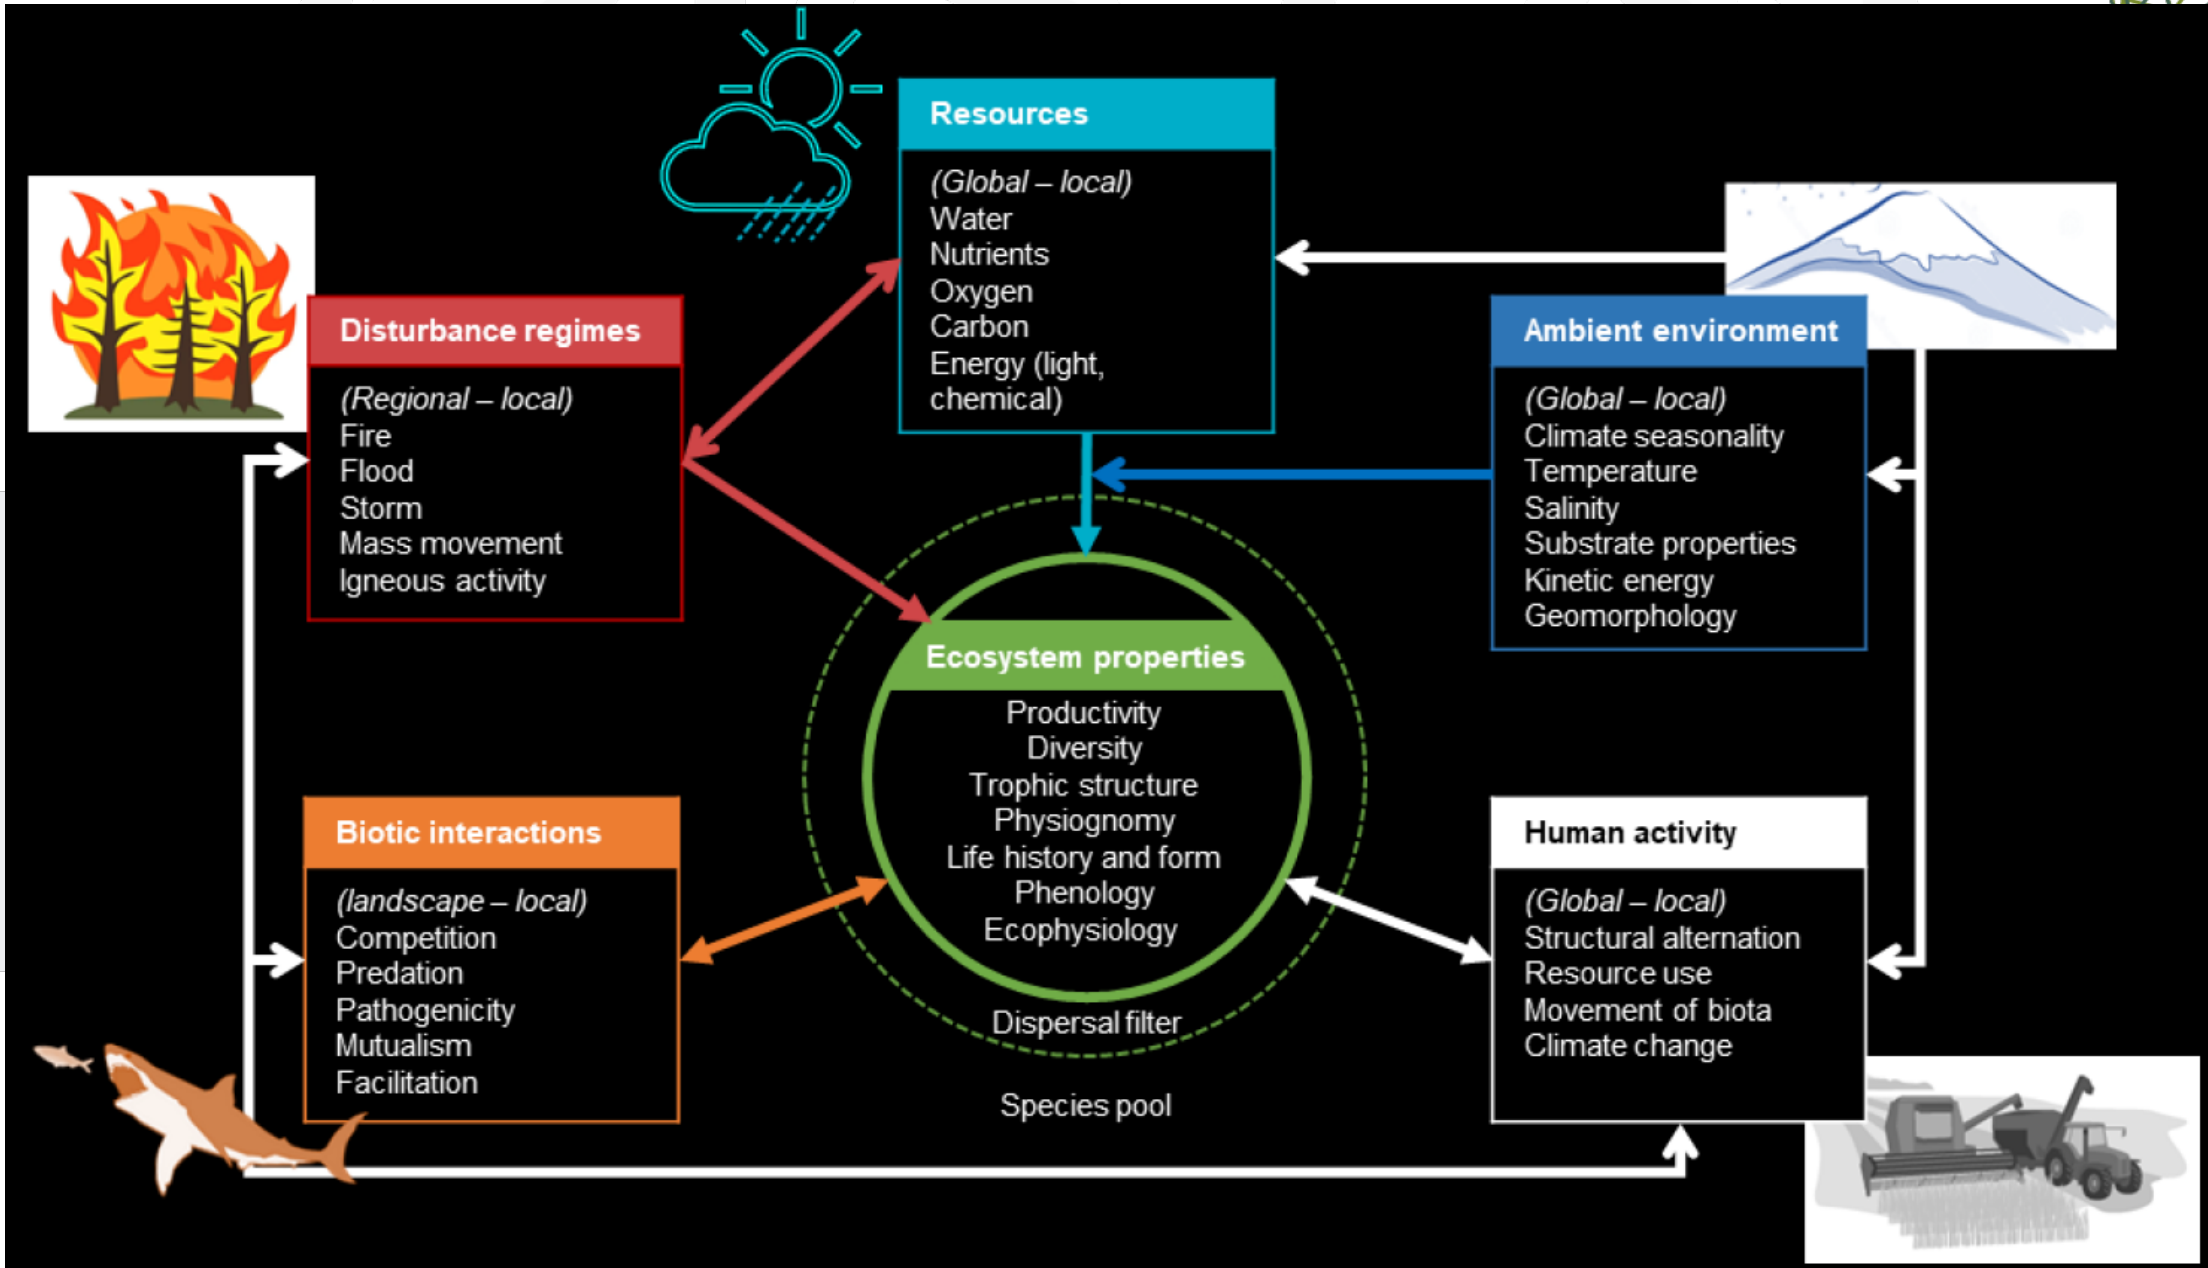 Resources
(Global – local)
Water
Nutrients
Oxygen
Carbon
Energy (light,
chemical)
Disturbance regimes
(Regional – local)
Fire
Flood
Storm
Mass movement
Igneous activity
Ambient environment
(Global – local)
Climate seasonality
Temperature
Salinity
Substrate properties
Kinetic energy
Geomorphology
Ecosystem properties
Productivity
Diversity
Trophic structure
Physiognomy
Life history and form
Phenology
Ecophysiology
Dispersal filter
Species pool
Biotic interactions
(landscape – local)
Competition
Predation
Pathogenicity
Mutualism
Facilitation
Human activity
(Global – local)
Structural alternation
Resource use
Movement of biota
Climate change